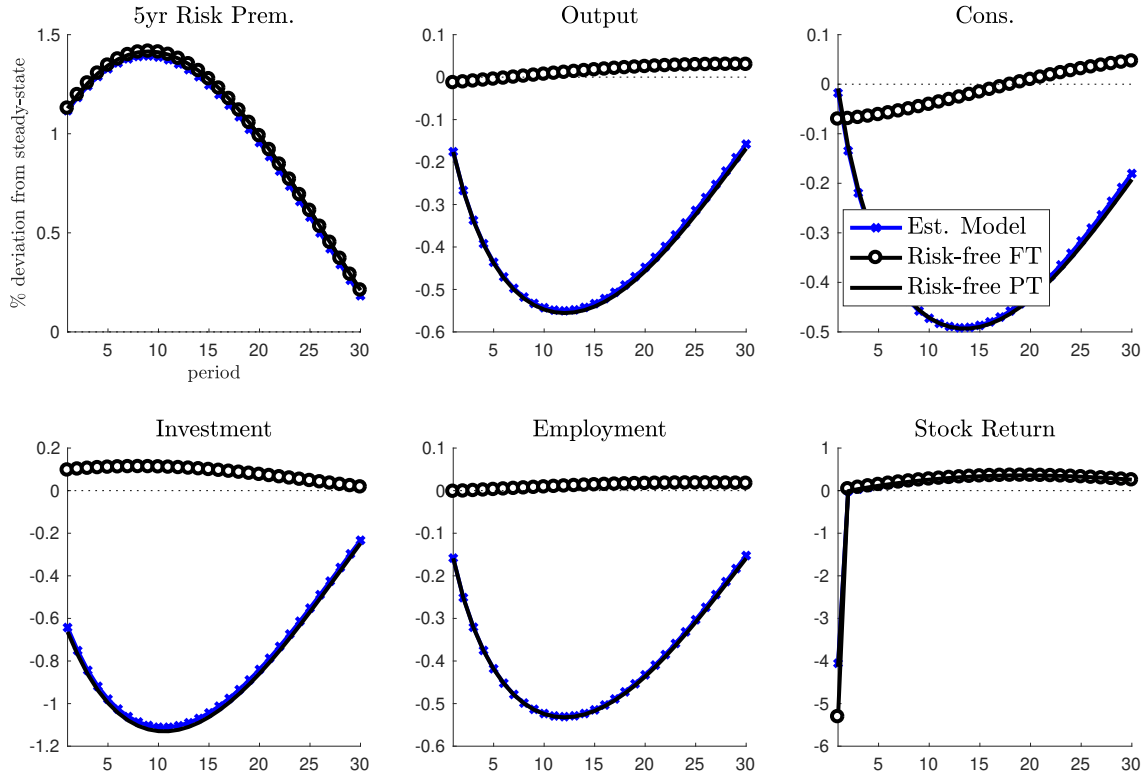 5yr Risk Prem.
Output
Cons.
% deviation from steady-state
1.5
1
0.5
0
5 10 15 20 25 30
period
0.1
0
-0.1
-0.2
-0.3
-0.4
-0.5
-0.6
5 10 15 20 25 30
0.1
0
-0.1
-0.2
-0.3
-0.4
-0.5
5 10 15 20 25 30
Est. Model
Risk-free FT
Risk-free PT
Investment
Employment
Stock Return
0.2
0
-0.2
-0.4
-0.6
-0.8
-1
-1.2
5 10 15 20 25 30
0.1
0
-0.1
-0.2
-0.3
-0.4
-0.5
-0.6
5 10 15 20 25 30
1
0
-1
-2
-3
-4
-5
-6
5 10 15 20 25 30